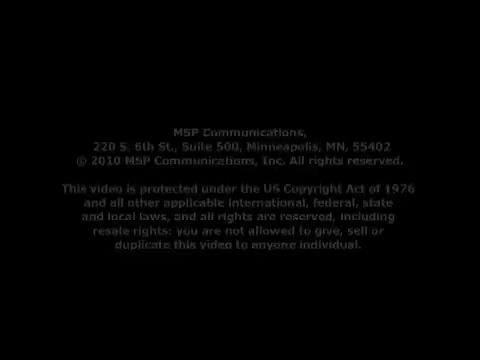 MSP Communications,
220 S. 6th St., Suite 500, Minneapolis, MN, 55402
© 2010 MSP Communications, Inc. All rights reserved.
This video is protected under the US Copyright Act of 1976
and all other applicable international, federal, state
and local laws, and all rights are reserved, including
resale rights: you are not allowed to give, sell or
duplicate this video to anyone individual.